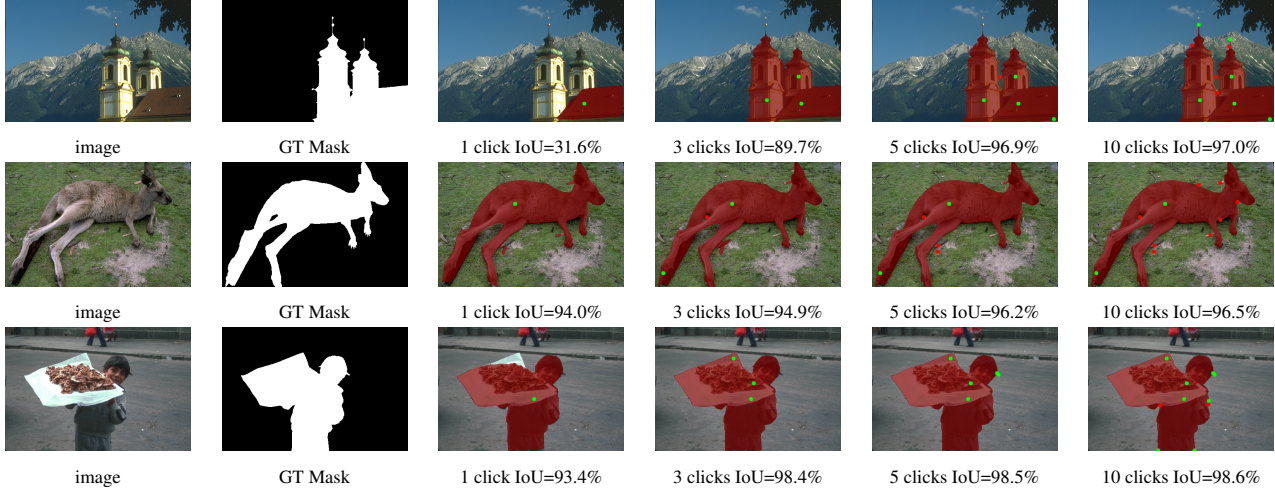 image GT Mask 1 click IoU=31.6% 3 clicks IoU=89.7% 5 clicks IoU=96.9% 10 clicks IoU=97.0%
image GT Mask 1 click IoU=94.0% 3 clicks IoU=94.9% 5 clicks IoU=96.2% 10 clicks IoU=96.5%
image GT Mask 1 click IoU=93.4% 3 clicks IoU=98.4% 5 clicks IoU=98.5% 10 clicks IoU=98.6%